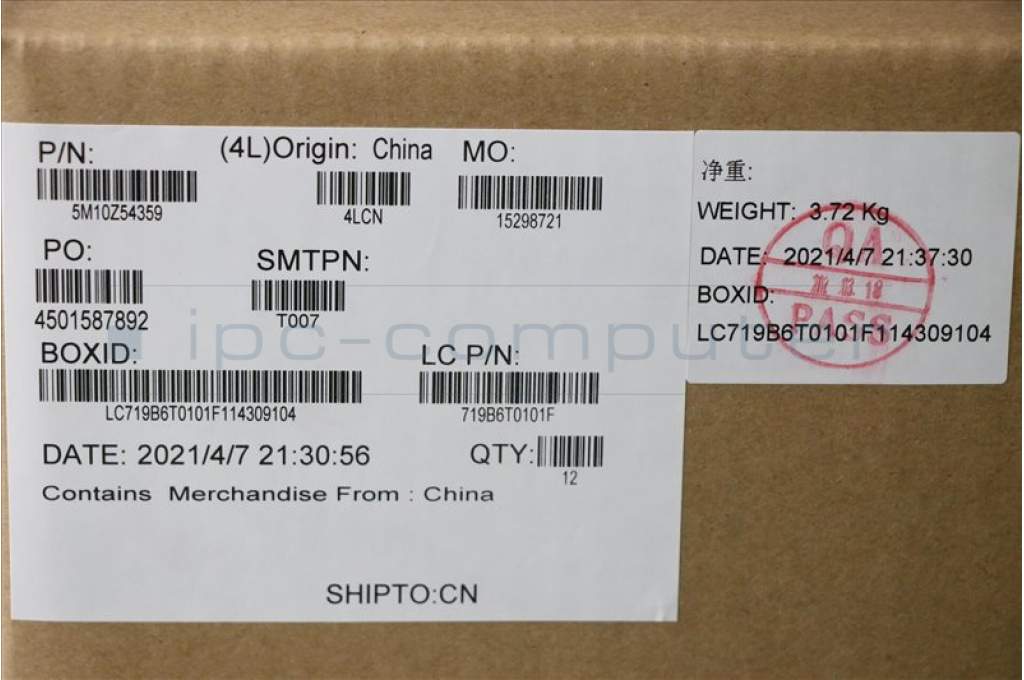 P/N: (4L)Origin: China MO:
5M10Z54359 4LCN 15298721
PO: SMTPN:
4501587892 T007
BOXID: LC P/N:
LC719B6T0101F114309104 719B6T0101F
DATE: 2021/4/7 21:30:56 QTY:
12
Contains Merchandise From : China
SHIPTO:CN
净重:
WEIGHT: 3.72 Kg
DATE: 2021/4/7 21:37:30
BOXID:
LC719B6T0101F114309104
QA
PASS
ipc-computer